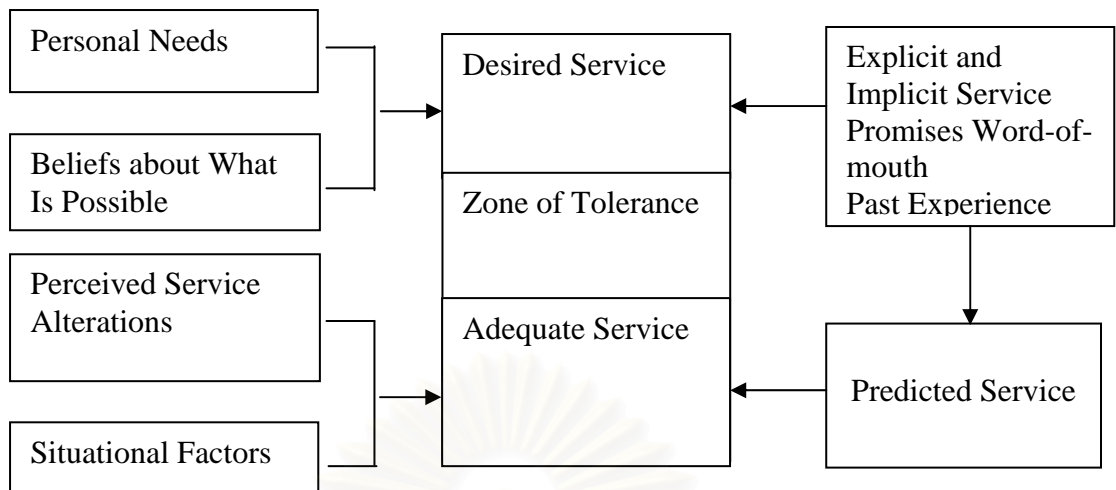 Personal Needs
Beliefs about What
Is Possible
Perceived Service
Alterations
Situational Factors
Desired Service
Zone of Tolerance
Adequate Service
Explicit and
Implicit Service
Promises Word-of-
mouth
Past Experience
Predicted Service